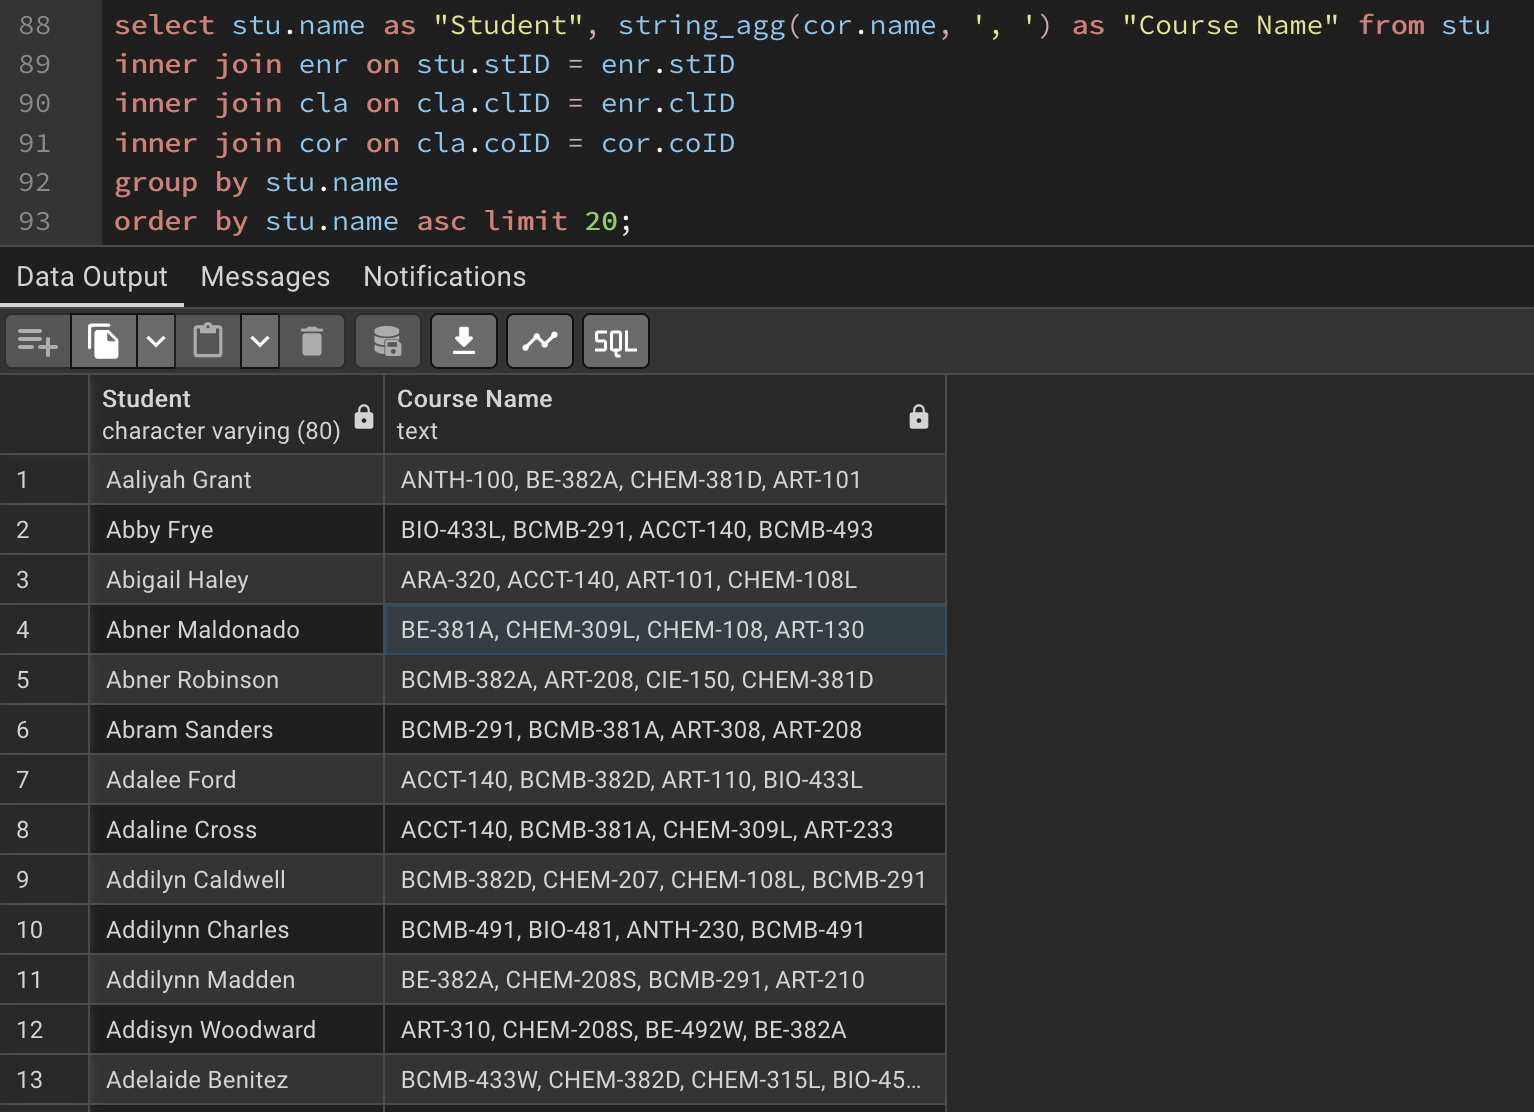 88 select stu.name as "Student", string_agg(cor.name, ', ') as "Course Name" from stu
89 inner join enr on stu.stID = enr.stID
90 inner join cla on cla.clID = enr.clID
91 inner join cor on cla.coID = cor.coID
92 group by stu.name
93 order by stu.name asc limit 20;
Data Output Messages Notifications
SQL
Student Course Name
character varying (80) text
1 Aaliyah Grant ANTH-100, BE-382A, CHEM-381D, ART-101
2 Abby Frye BIO-433L, BCMB-291, ACCT-140, BCMB-493
3 Abigail Haley ARA-320, ACCT-140, ART-101, CHEM-108L
4 Abner Maldonado BE-381A, CHEM-309L, CHEM-108, ART-130
5 Abner Robinson BCMB-382A, ART-208, CIE-150, CHEM-381D
6 Abram Sanders BCMB-291, BCMB-381A, ART-308, ART-208
7 Adalee Ford ACCT-140, BCMB-382D, ART-110, BIO-433L
8 Adaline Cross ACCT-140, BCMB-381A, CHEM-309L, ART-233
9 Addilyn Caldwell BCMB-382D, CHEM-207, CHEM-108L, BCMB-291
10 Addilynn Charles BCMB-491, BIO-481, ANTH-230, BCMB-491
11 Addilynn Madden BE-382A, CHEM-208S, BCMB-291, ART-210
12 Addisyn Woodward ART-310, CHEM-208S, BE-492W, BE-382A
13 Adelaide Benitez BCMB-433W, CHEM-382D, CHEM-315L, BIO-45...